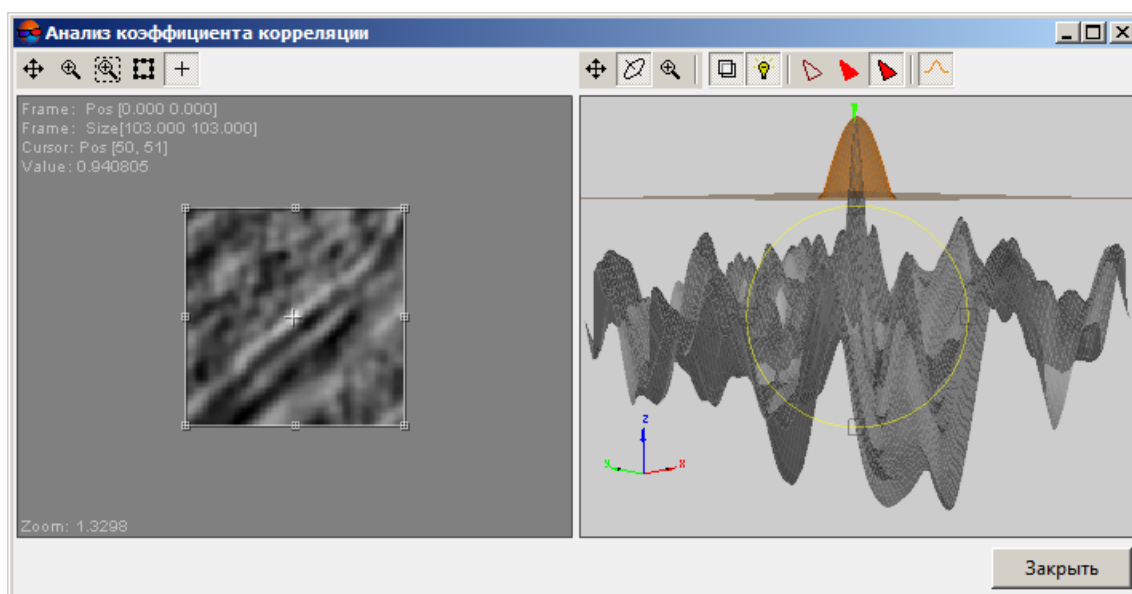 Анализ коэффициента корреляции
Frame: Pos [0.000 0.000]
Frame: Size[103.000 103.000]
Cursor: Pos [50, 51]
Value: 0.940805
Zoom: 1.3298
z
y
x
Закрыть